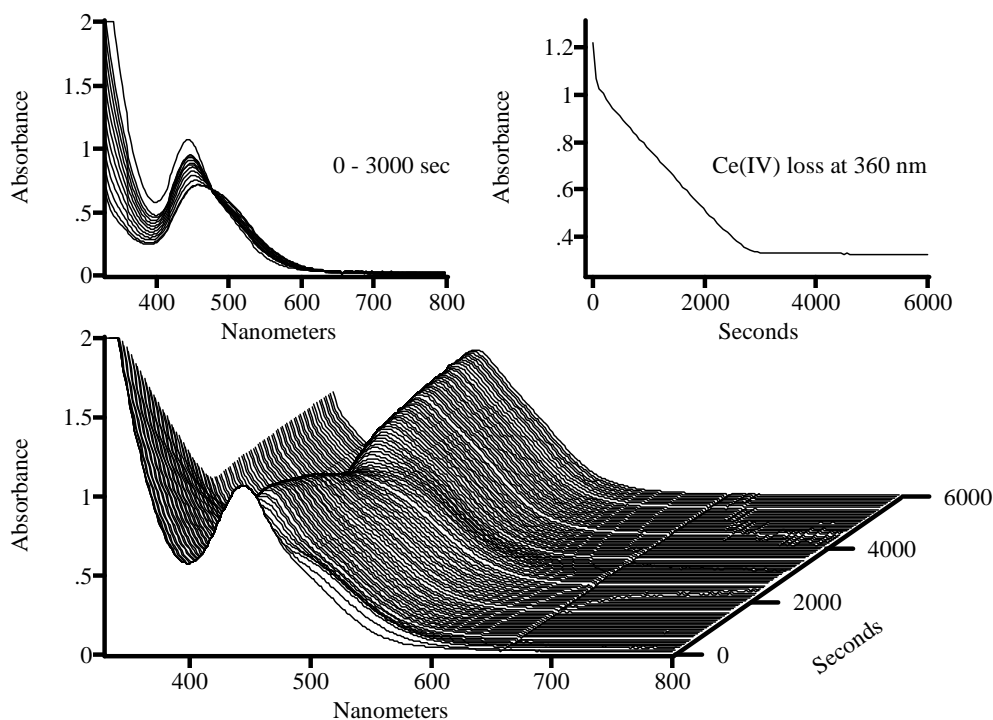 2
1.5
1
.5
0
Absorbance
0 - 3000 sec
400 500 600 700 800
Nanometers
1.2
1
.8
.6
.4
Absorbance
Ce(IV) loss at 360 nm
0 2000 4000 6000
Seconds
2
1.5
1
.5
0
Absorbance
400 500 600 700 800
Nanometers
6000
4000
2000
0
Seconds